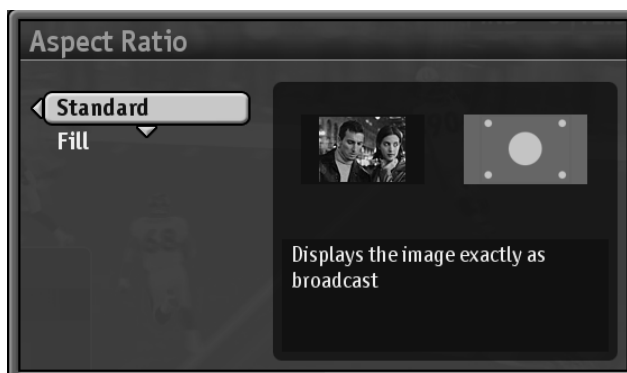 Aspect Ratio
Standard
Fill
Displays the image exactly as
broadcast